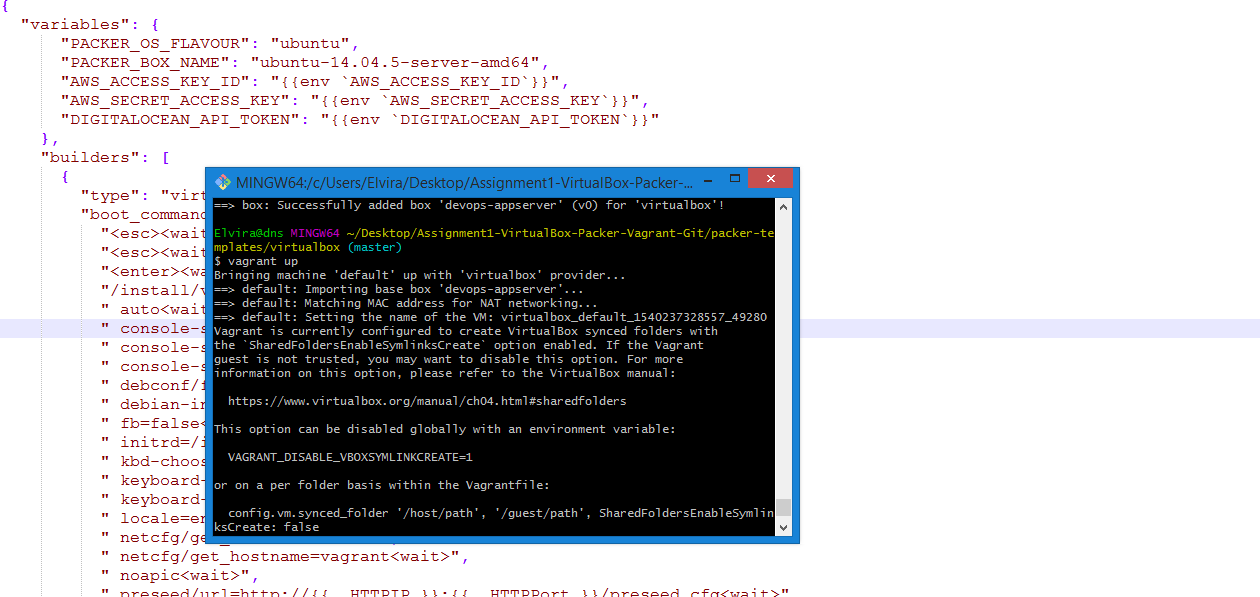 {
"variables": {
"PACKER_OS_FLAVOUR": "ubuntu",
"PACKER_BOX_NAME": "ubuntu-14.04.5-server-amd64",
"AWS_ACCESS_KEY_ID": "{{env `AWS_ACCESS_KEY_ID`}}",
"AWS_SECRET_ACCESS_KEY": "{{env `AWS_SECRET_ACCESS_KEY`}}",
"DIGITALOCEAN_API_TOKEN": "{{env `DIGITALOCEAN_API_TOKEN`}}"
},
"builders": [
{
"type": "virt
"boot_command
"<esc><wait
"<esc><wait
"<enter><wa
"/install/v
" auto<wait
" console-s
" console-s
" console-s
" debconf/f
" debian-in
" fb=false<
" initrd=/i
" kbd-choos
" keyboard-
" keyboard-
" locale=en
" netcfg/ge
" netcfg/get_hostname=vagrant<wait>",
" noapic<wait>",
" preseed/url=http://{{ .HTTPIP }}:{{ .HTTPPort }}/preseed.cfg<wait>"
MINGW64:/c/Users/Elvira/Desktop/Assignment1-VirtualBox-Packer-...
==> box: Successfully added box 'devops-appserver' (v0) for 'virtualbox'!
Elvira@dns MINGW64 ~/Desktop/Assignment1-VirtualBox-Packer-Vagrant-Git/packer-te
mplates/virtualbox (master)
$ vagrant up
Bringing machine 'default' up with 'virtualbox' provider...
==> default: Importing base box 'devops-appserver'...
==> default: Matching MAC address for NAT networking...
==> default: Setting the name of the VM: virtualbox_default_1540237328557_49280
Vagrant is currently configured to create VirtualBox synced folders with
the `SharedFoldersEnableSymlinksCreate` option enabled. If the Vagrant
guest is not trusted, you may want to disable this option. For more
information on this option, please refer to the VirtualBox manual:
https://www.virtualbox.org/manual/ch04.html#sharedfolders
This option can be disabled globally with an environment variable:
VAGRANT_DISABLE_VBOXSYMLINKCREATE=1
or on a per folder basis within the Vagrantfile:
config.vm.synced_folder '/host/path', '/guest/path', SharedFoldersEnableSymlin
ksCreate: false